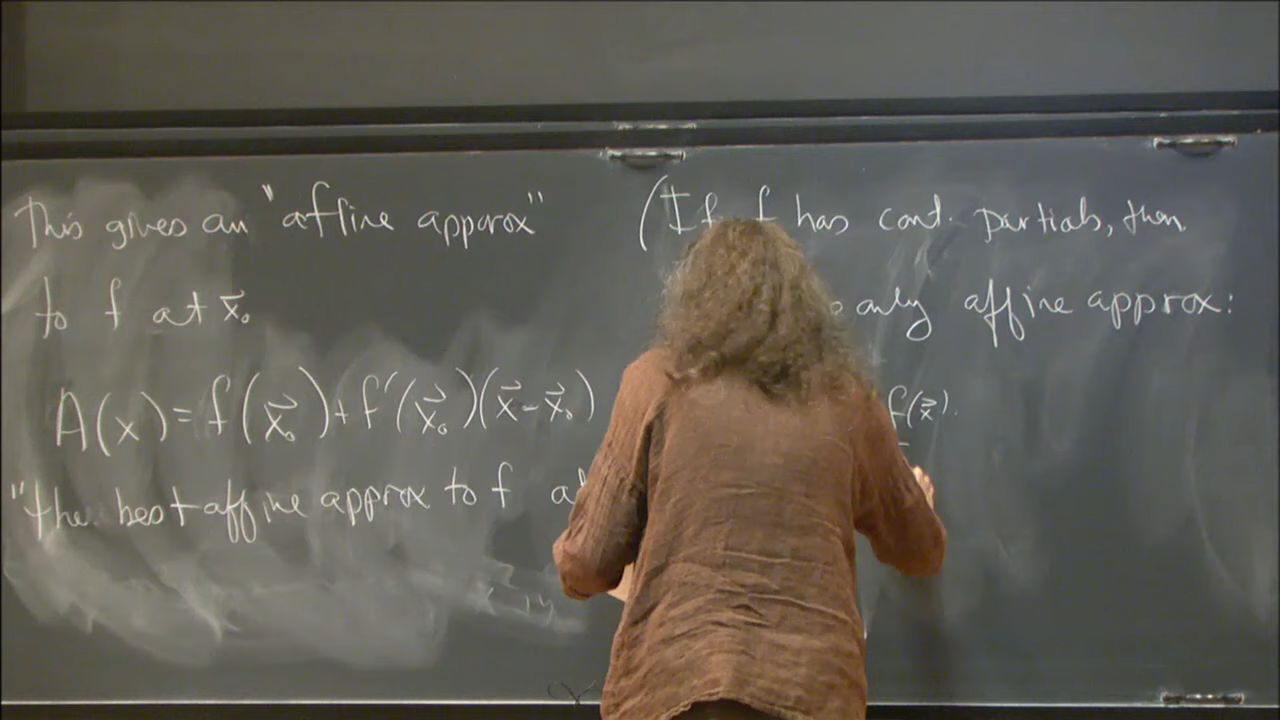 This gives an "affine approx"
to f at x⃗₀
A(x) = f(x⃗₀) + f'(x⃗₀)(x⃗ - x⃗₀)
"the best affine approx to f at
(If f has cont. partials, then
only affine approx:
f(x⃗).